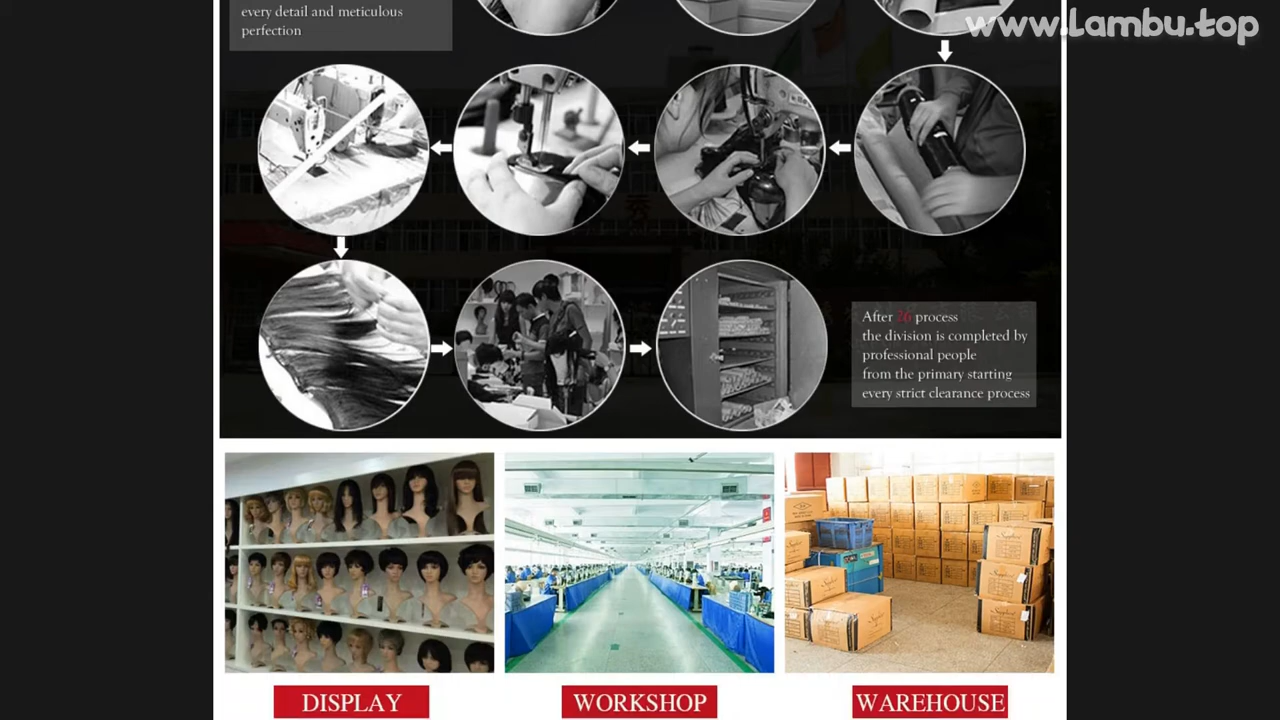 every detail and meticulous
perfection
www.Lambu.top
After 26 process
the division is completed by
professional people
from the primary starting
every strict clearance process
DISPLAY
WORKSHOP
WAREHOUSE